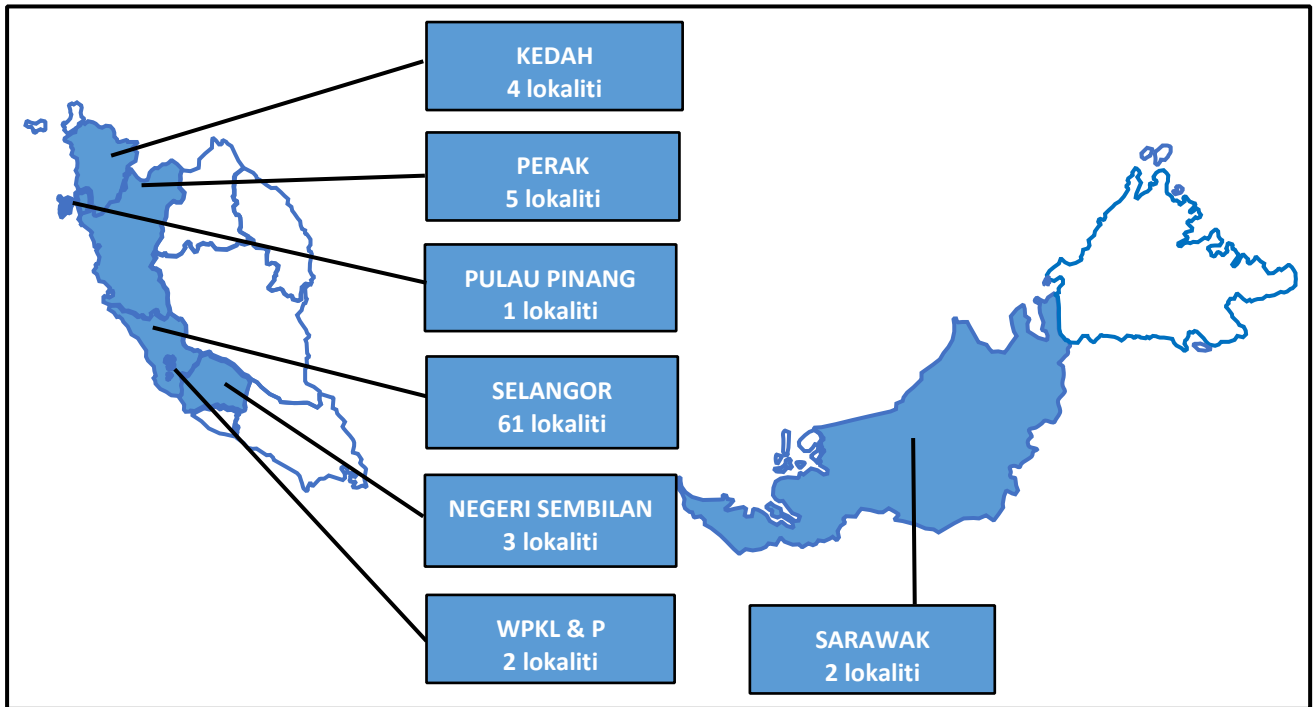 KEDAH
4 lokaliti
PERAK
5 lokaliti
PULAU PINANG
1 lokaliti
SELANGOR
61 lokaliti
NEGERI SEMBILAN
3 lokaliti
WPKL & P
2 lokaliti
SARAWAK
2 lokaliti